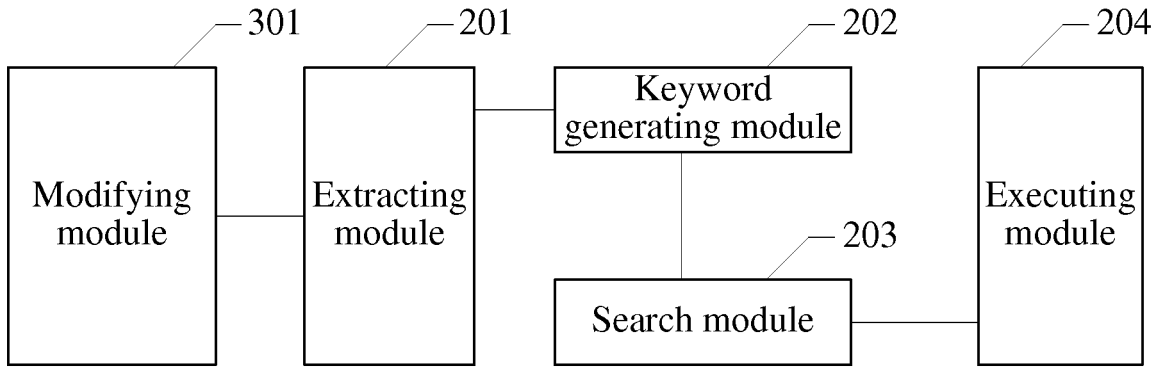 301
201
202
204
Modifying
module
Extracting
module
Keyword
generating module
203
Search module
Executing
module